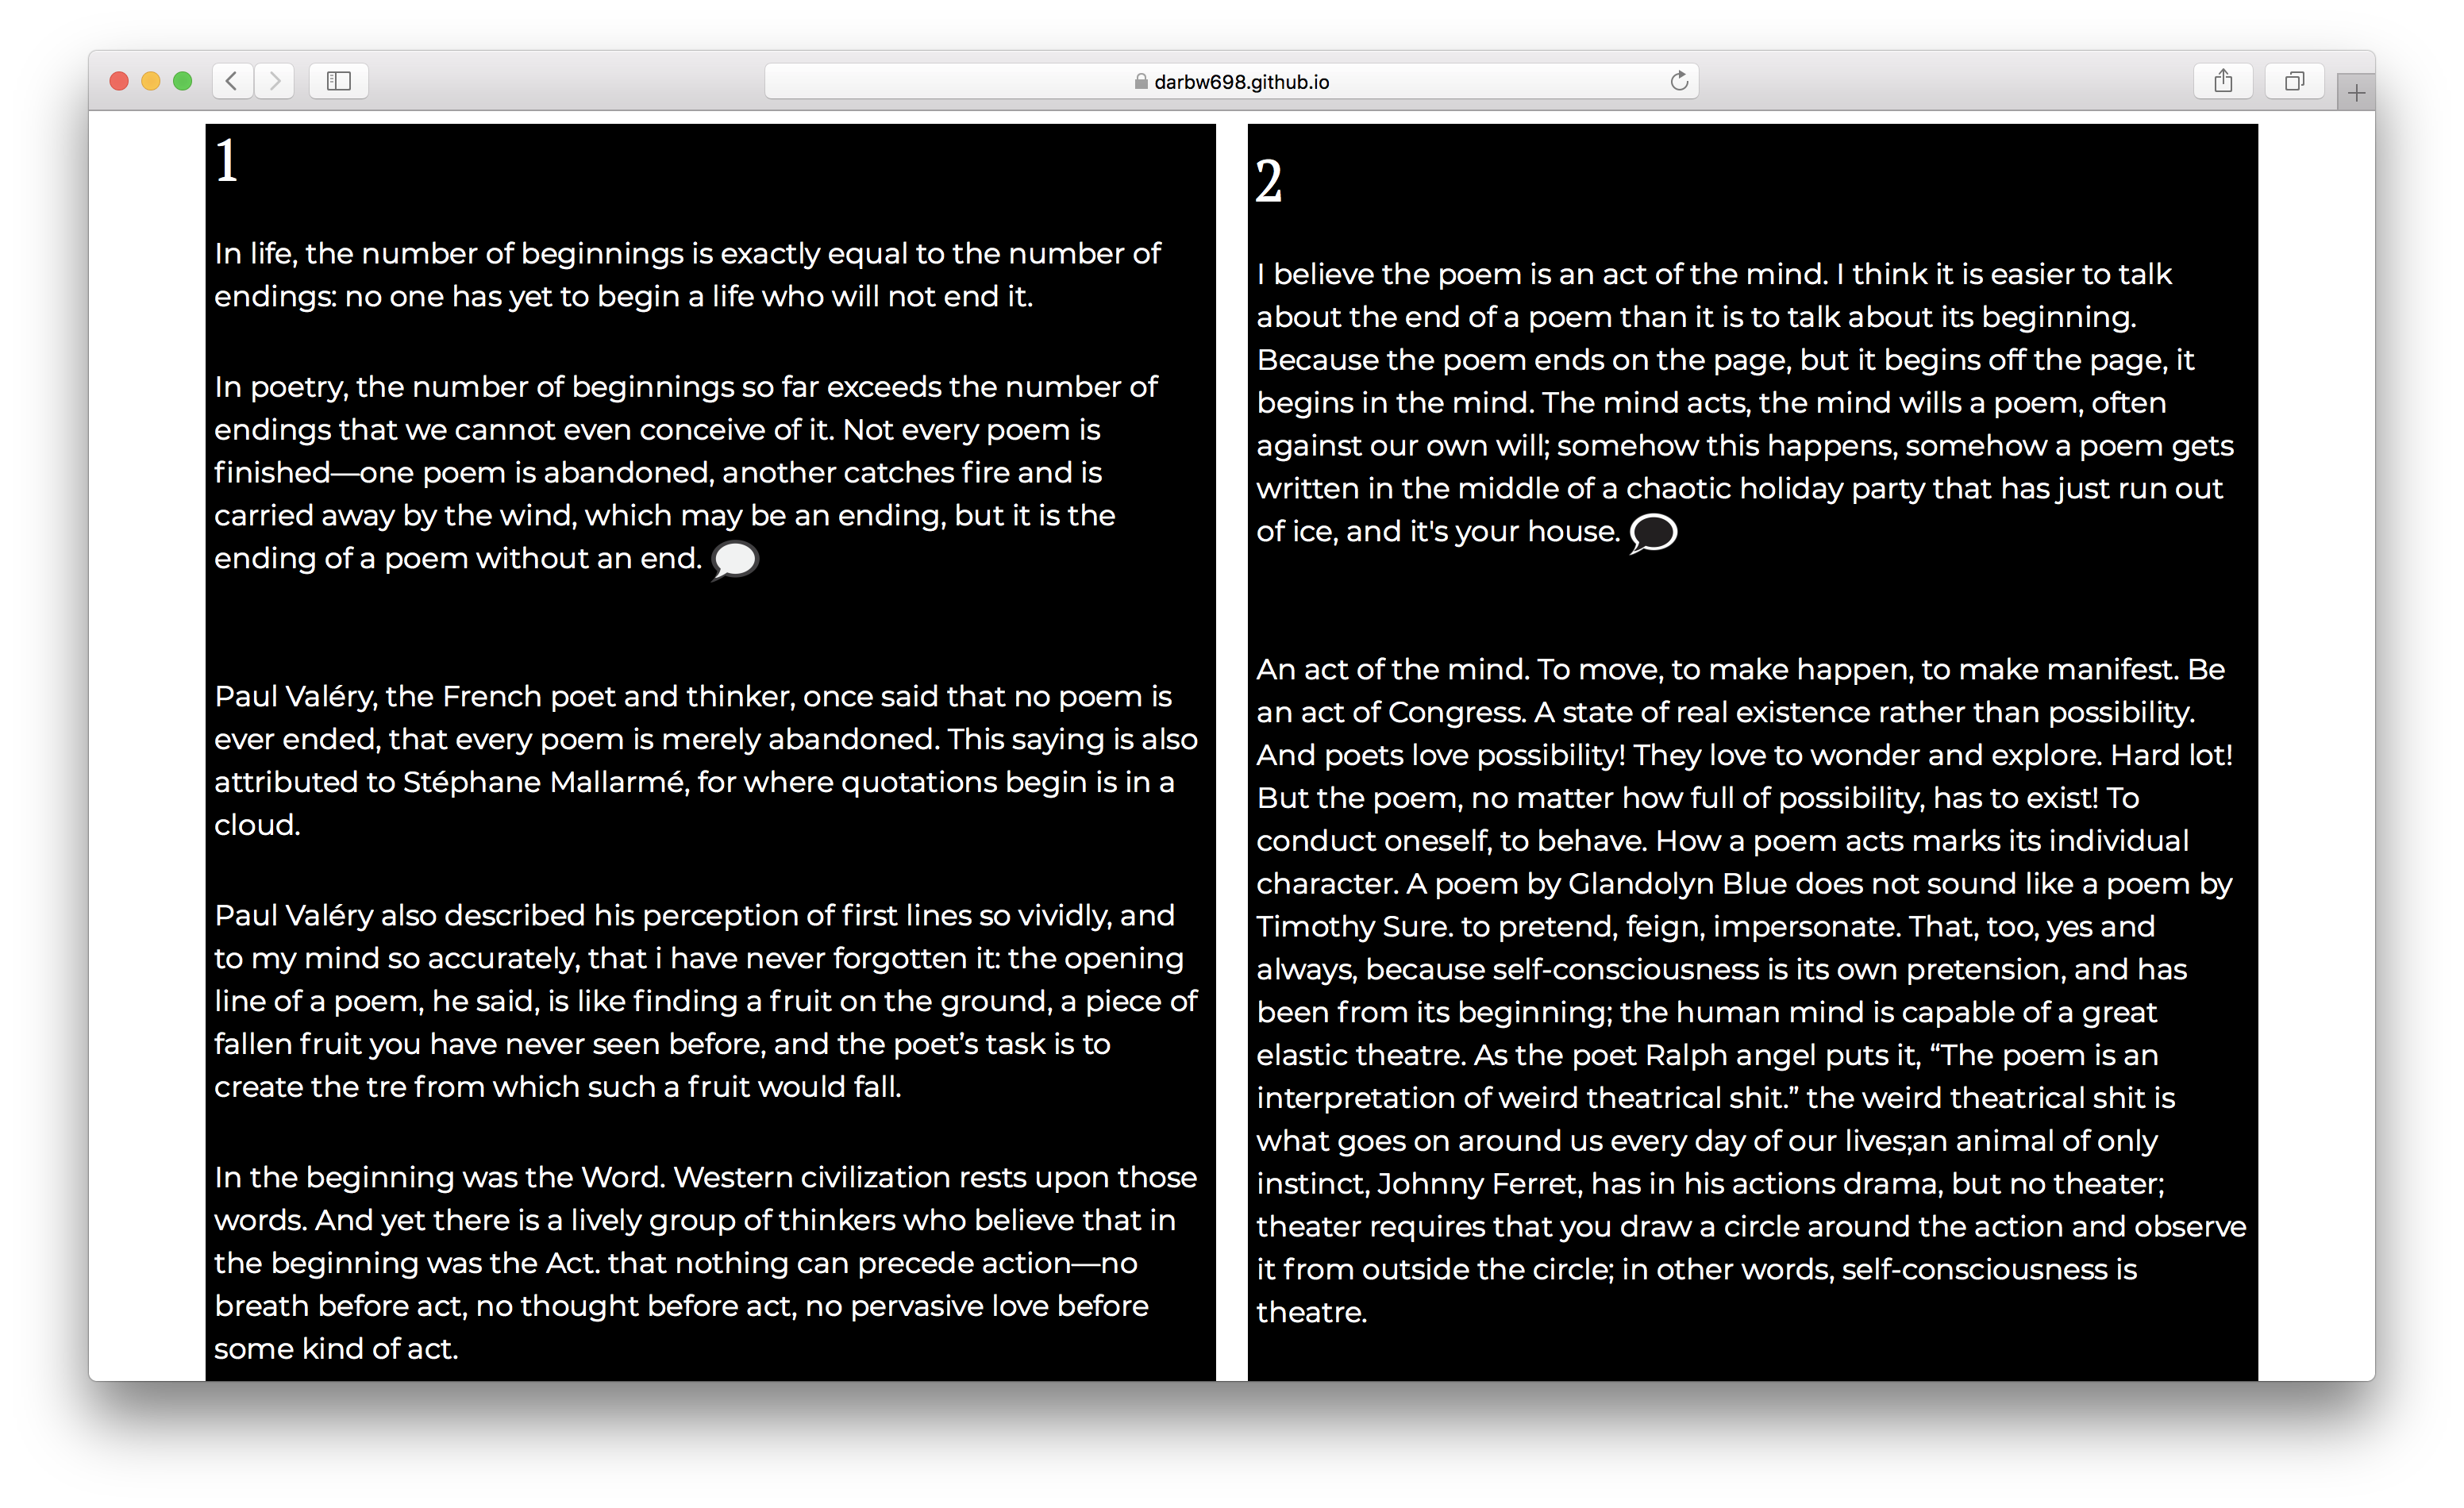 darbw698.github.io
1
In life, the number of beginnings is exactly equal to the number of
endings: no one has yet to begin a life who will not end it.
In poetry, the number of beginnings so far exceeds the number of
endings that we cannot even conceive of it. Not every poem is
finished—one poem is abandoned, another catches fire and is
carried away by the wind, which may be an ending, but it is the
ending of a poem without an end.
Paul Valéry, the French poet and thinker, once said that no poem is
ever ended, that every poem is merely abandoned. This saying is also
attributed to Stéphane Mallarmé, for where quotations begin is in a
cloud.
Paul Valéry also described his perception of first lines so vividly, and
to my mind so accurately, that i have never forgotten it: the opening
line of a poem, he said, is like finding a fruit on the ground, a piece of
fallen fruit you have never seen before, and the poet’s task is to
create the tre from which such a fruit would fall.
In the beginning was the Word. Western civilization rests upon those
words. And yet there is a lively group of thinkers who believe that in
the beginning was the Act. that nothing can precede action—no
breath before act, no thought before act, no pervasive love before
some kind of act.
2
I believe the poem is an act of the mind. I think it is easier to talk
about the end of a poem than it is to talk about its beginning.
Because the poem ends on the page, but it begins off the page, it
begins in the mind. The mind acts, the mind wills a poem, often
against our own will; somehow this happens, somehow a poem gets
written in the middle of a chaotic holiday party that has just run out
of ice, and it's your house.
An act of the mind. To move, to make happen, to make manifest. Be
an act of Congress. A state of real existence rather than possibility.
And poets love possibility! They love to wonder and explore. Hard lot!
But the poem, no matter how full of possibility, has to exist! To
conduct oneself, to behave. How a poem acts marks its individual
character. A poem by Glandolyn Blue does not sound like a poem by
Timothy Sure. to pretend, feign, impersonate. That, too, yes and
always, because self-consciousness is its own pretension, and has
been from its beginning; the human mind is capable of a great
elastic theatre. As the poet Ralph angel puts it, “The poem is an
interpretation of weird theatrical shit.” the weird theatrical shit is
what goes on around us every day of our lives;an animal of only
instinct, Johnny Ferret, has in his actions drama, but no theater;
theater requires that you draw a circle around the action and observe
it from outside the circle; in other words, self-consciousness is
theatre.